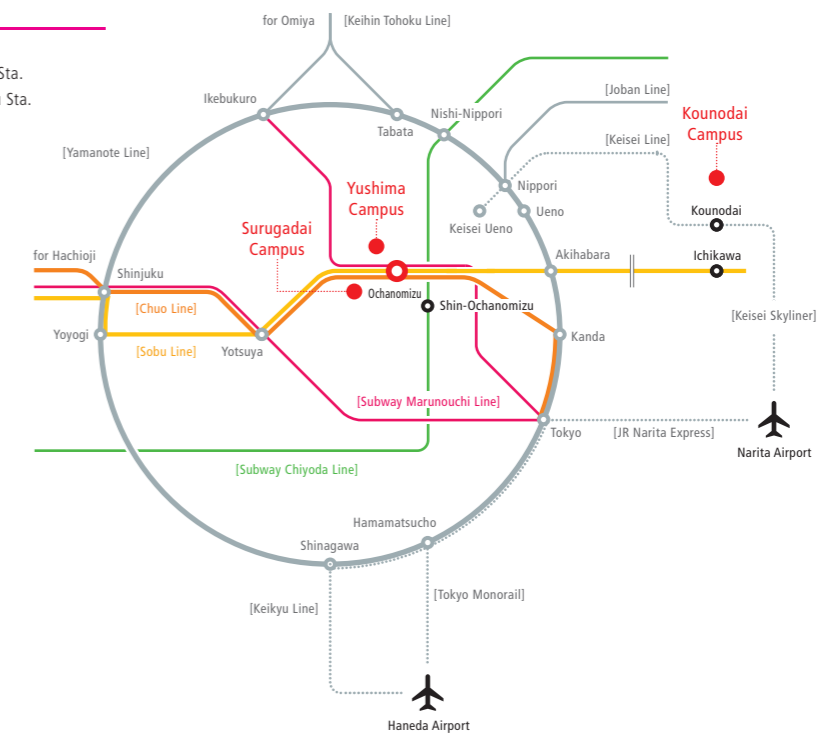 Sta.
Sta.
for Omiya
[Keihin Tohoku Line]
Ikebukuro
Tabata
Nishi-Nippori
[Joban Line]
Kounodai
Campus
[Keisei Line]
[Yamanote Line]
Nippori
Yushima
Campus
Ueno
Keisei Ueno
Kounodai
Surugadai
Campus
for Hachioji
Akihabara
Ichikawa
Shinjuku
Ochanomizu
Shin-Ochanomizu
[Chuo Line]
[Keisei Skyliner]
Yoyogi
Kanda
[Sobu Line]
Yotsuya
[Subway Marunouchi Line]
Tokyo
[JR Narita Express]
Narita Airport
[Subway Chiyoda Line]
Hamamatsucho
Shinagawa
[Keikyu Line]
[Tokyo Monorail]
Haneda Airport